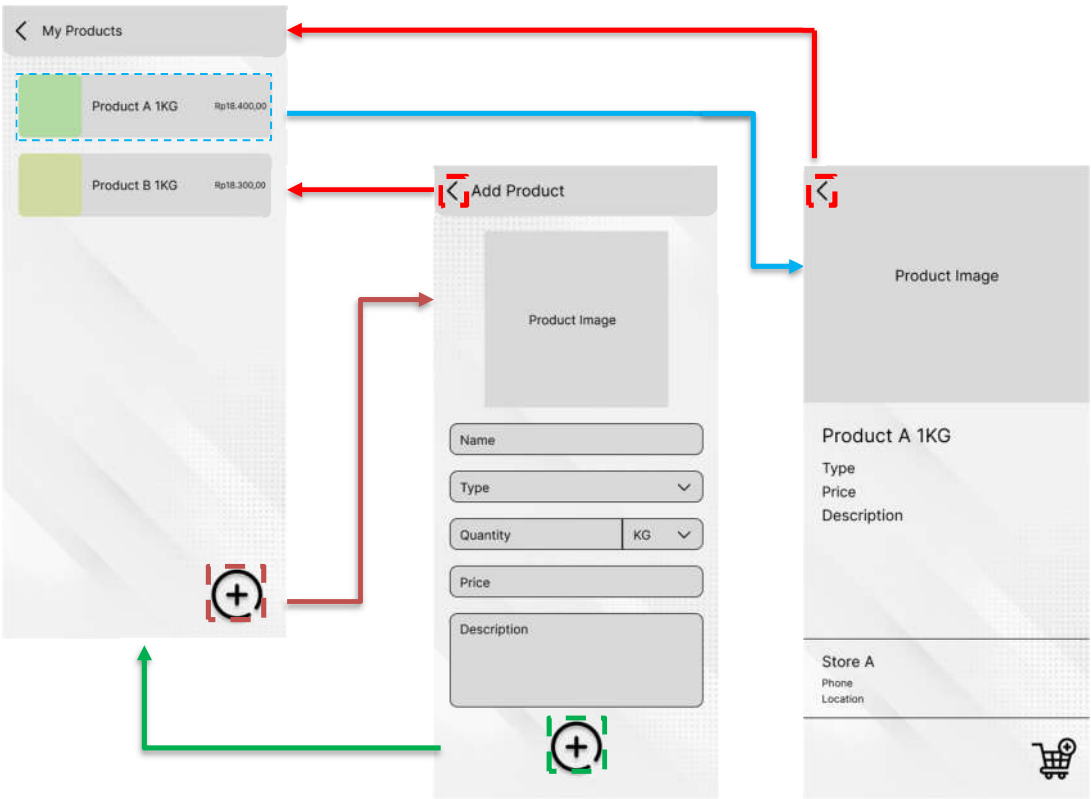 My Products
Product A 1KG
Rp18.400,00
Product B 1KG
Rp18.300,00
Add Product
Product Image
Name
Type
Quantity
KG
Price
Description
Product Image
Product A 1KG
Type
Price
Description
Store A
Phone
Location